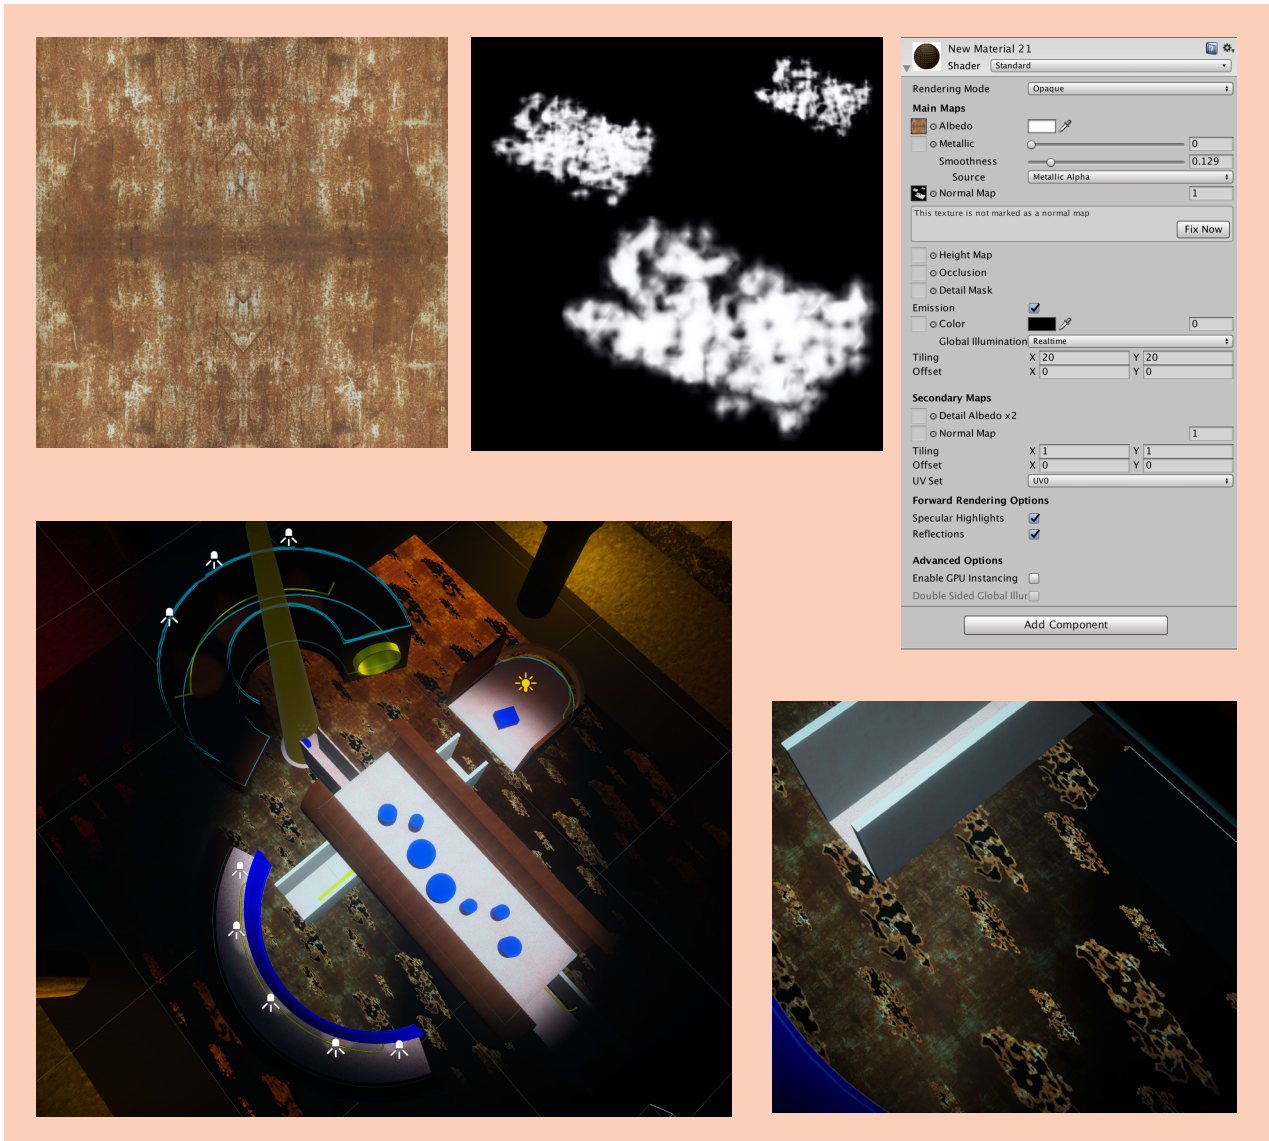 New Material 21
Shader Standard
Rendering Mode Opaque
Main Maps
Albedo
Metallic 0
Smoothness 0.129
Source Metallic Alpha
Normal Map 1
This texture is not marked as a normal map
Fix Now
Height Map
Occlusion
Detail Mask
Emission
Color 0
Global Illumination Realtime
Tiling X 20 Y 20
Offset X 0 Y 0
Secondary Maps
Detail Albedo x2
Normal Map 1
Tiling X 1 Y 1
Offset X 0 Y 0
UV Set UV0
Forward Rendering Options
Specular Highlights
Reflections
Advanced Options
Enable GPU Instancing
Double Sided Global Illur
Add Component